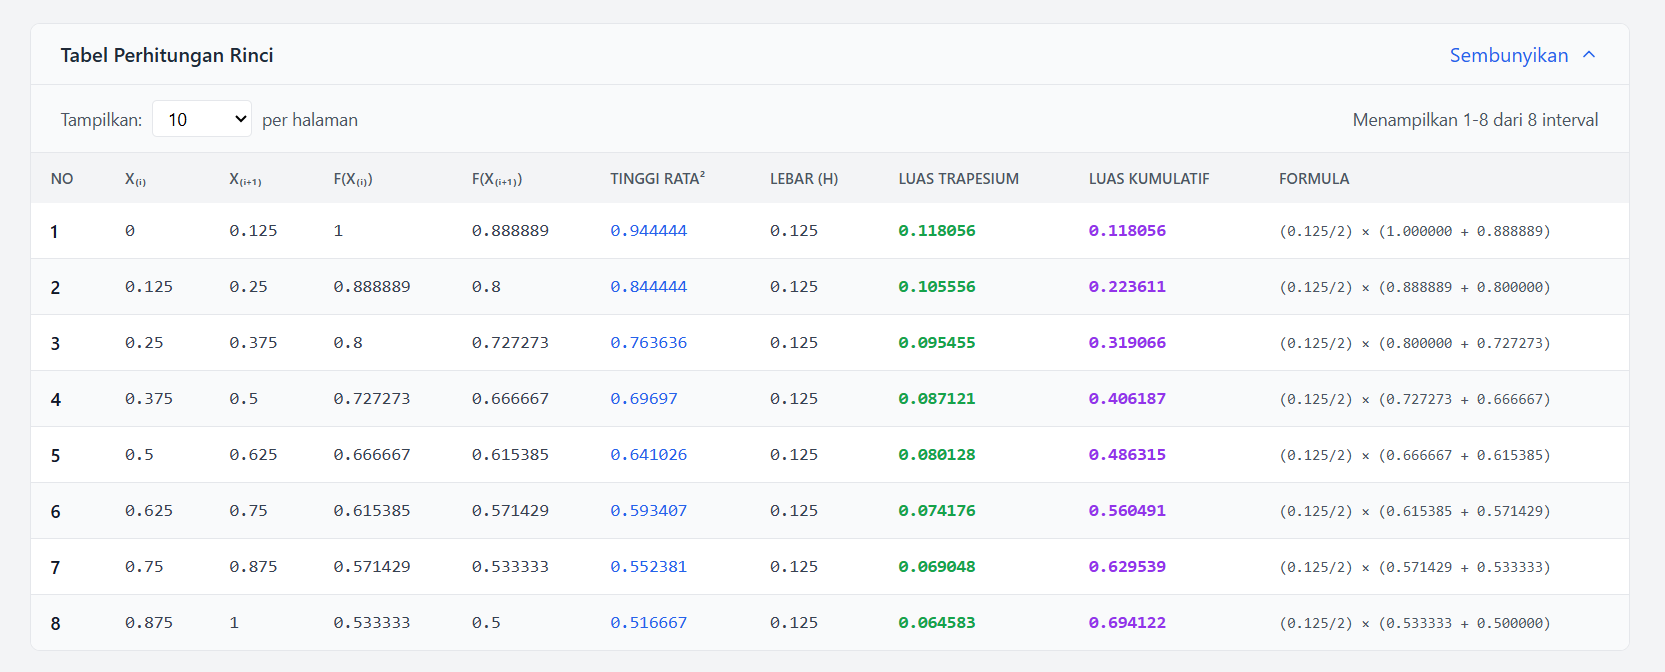 Tabel Perhitungan Rinci Sembunyikan
Tampilkan: 10 per halaman Menampilkan 1-8 dari 8 interval
NO X₍ᵢ₎ X₍ᵢ₊₁₎ F(X₍ᵢ₎) F(X₍ᵢ₊₁₎) TINGGI RATA² LEBAR (H) LUAS TRAPESIUM LUAS KUMULATIF FORMULA
1 0 0.125 1 0.888889 0.944444 0.125 0.118056 0.118056 (0.125/2) × (1.000000 + 0.888889)
2 0.125 0.25 0.888889 0.8 0.844444 0.125 0.105556 0.223611 (0.125/2) × (0.888889 + 0.800000)
3 0.25 0.375 0.8 0.727273 0.763636 0.125 0.095455 0.319066 (0.125/2) × (0.800000 + 0.727273)
4 0.375 0.5 0.727273 0.666667 0.69697 0.125 0.087121 0.406187 (0.125/2) × (0.727273 + 0.666667)
5 0.5 0.625 0.666667 0.615385 0.641026 0.125 0.080128 0.486315 (0.125/2) × (0.666667 + 0.615385)
6 0.625 0.75 0.615385 0.571429 0.593407 0.125 0.074176 0.560491 (0.125/2) × (0.615385 + 0.571429)
7 0.75 0.875 0.571429 0.533333 0.552381 0.125 0.069048 0.629539 (0.125/2) × (0.571429 + 0.533333)
8 0.875 1 0.533333 0.5 0.516667 0.125 0.064583 0.694122 (0.125/2) × (0.533333 + 0.500000)